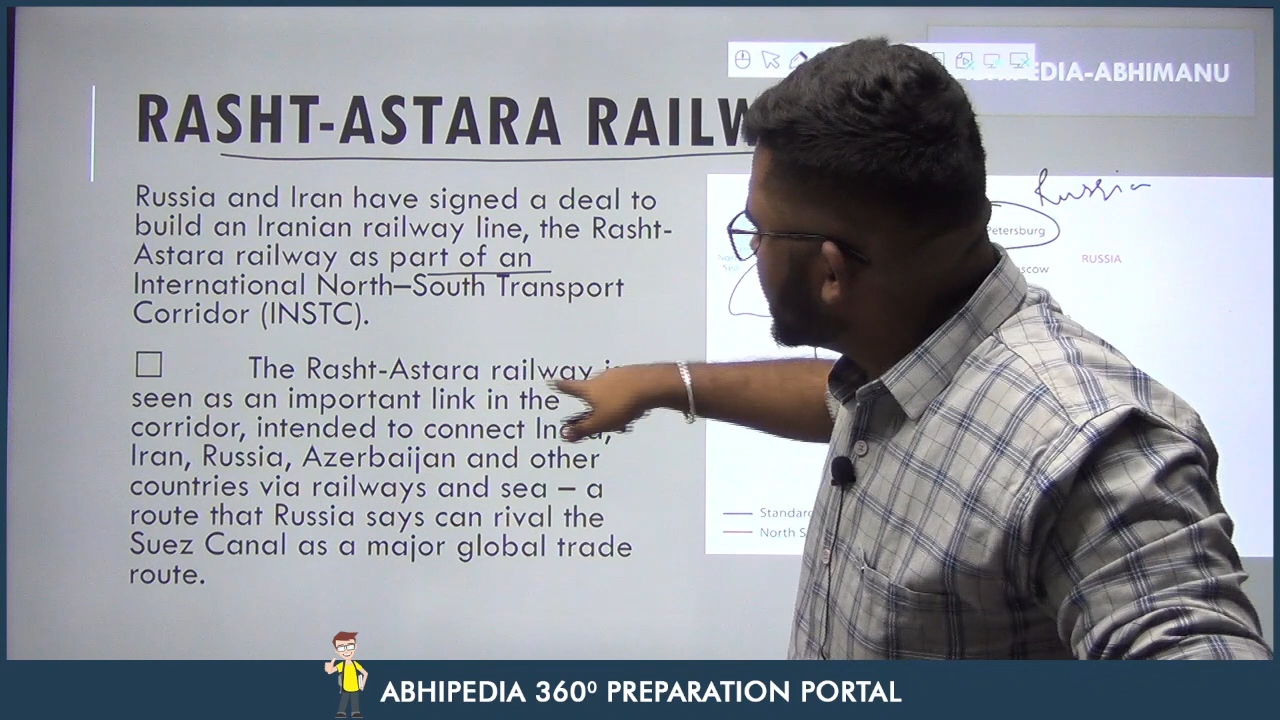 EDIA-ABHIMANU
RASHT-ASTARA RAILW
Russia and Iran have signed a deal to
build an Iranian railway line, the Rasht-
Astara railway as part of an
International North–South Transport
Corridor (INSTC).
The Rasht-Astara railway is
seen as an important link in the
corridor, intended to connect India,
Iran, Russia, Azerbaijan and other
countries via railways and sea – a
route that Russia says can rival the
Suez Canal as a major global trade
route.
Russia
Petersburg
RUSSIA
oscow
Standard
North S
ABHIPEDIA 360⁰ PREPARATION PORTAL